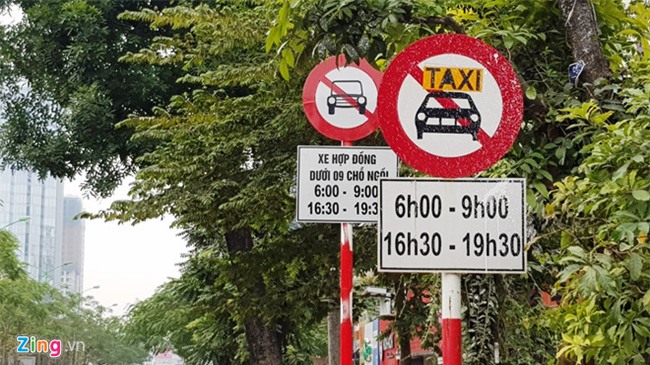 XE HỢP ĐỒNG
DƯỚI 09 CHỖ NGỒI
6:00 - 9:00
16:30 - 19:3
TAXI
6h00 - 9h00
16h30 - 19h30
Zing.vn